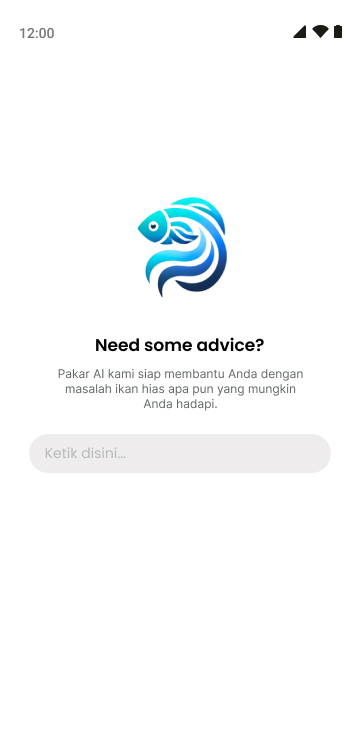 12:00
Need some advice?
Pakar AI kami siap membantu Anda dengan
masalah ikan hias apa pun yang mungkin
Anda hadapi.
Ketik disini...